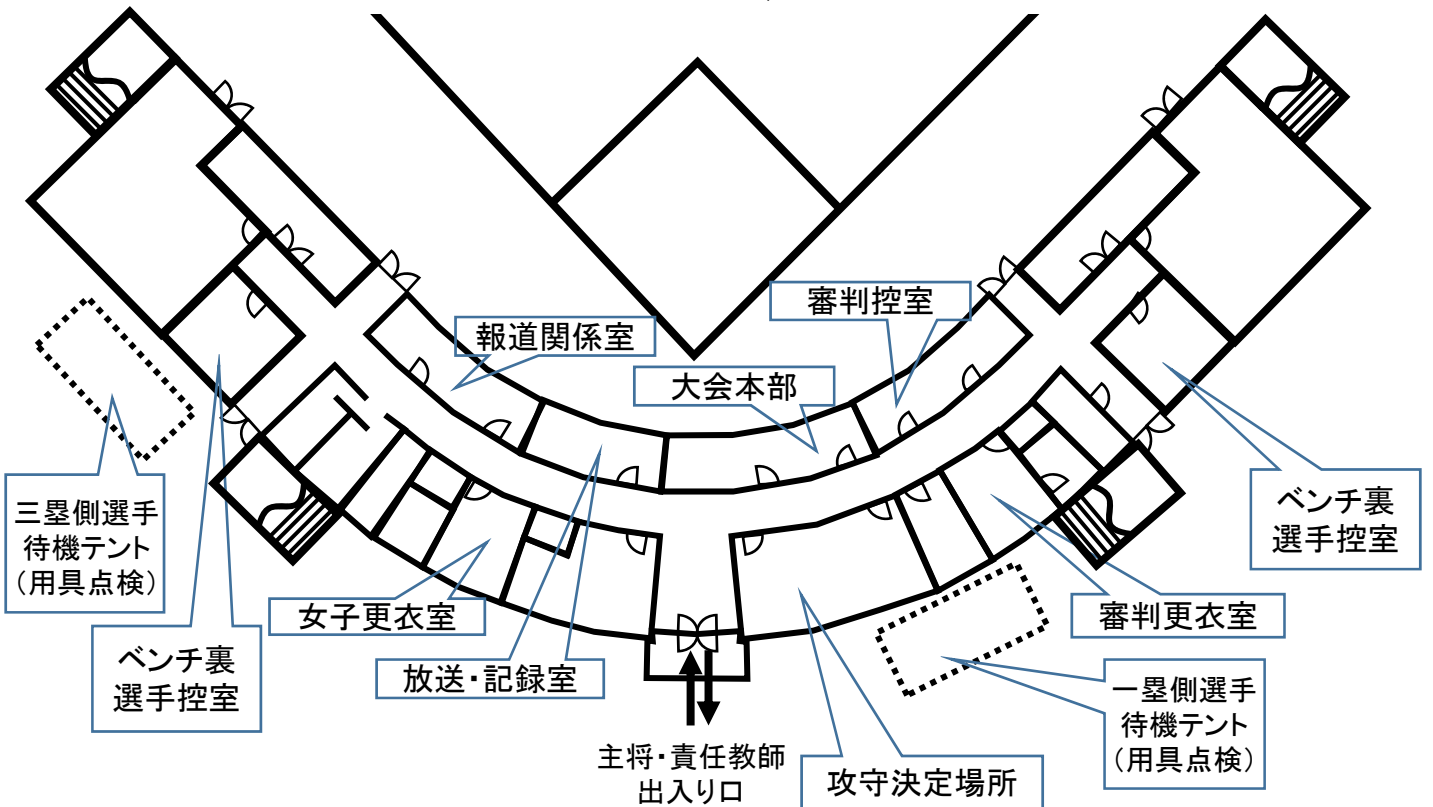 審判控室
報道関係室
大会本部
三塁側選手
待機テント
(用具点検)
ベンチ裏
選手控室
女子更衣室
審判更衣室
ベンチ裏
選手控室
放送・記録室
一塁側選手
待機テント
(用具点検)
主将・責任教師
出入り口
攻守決定場所